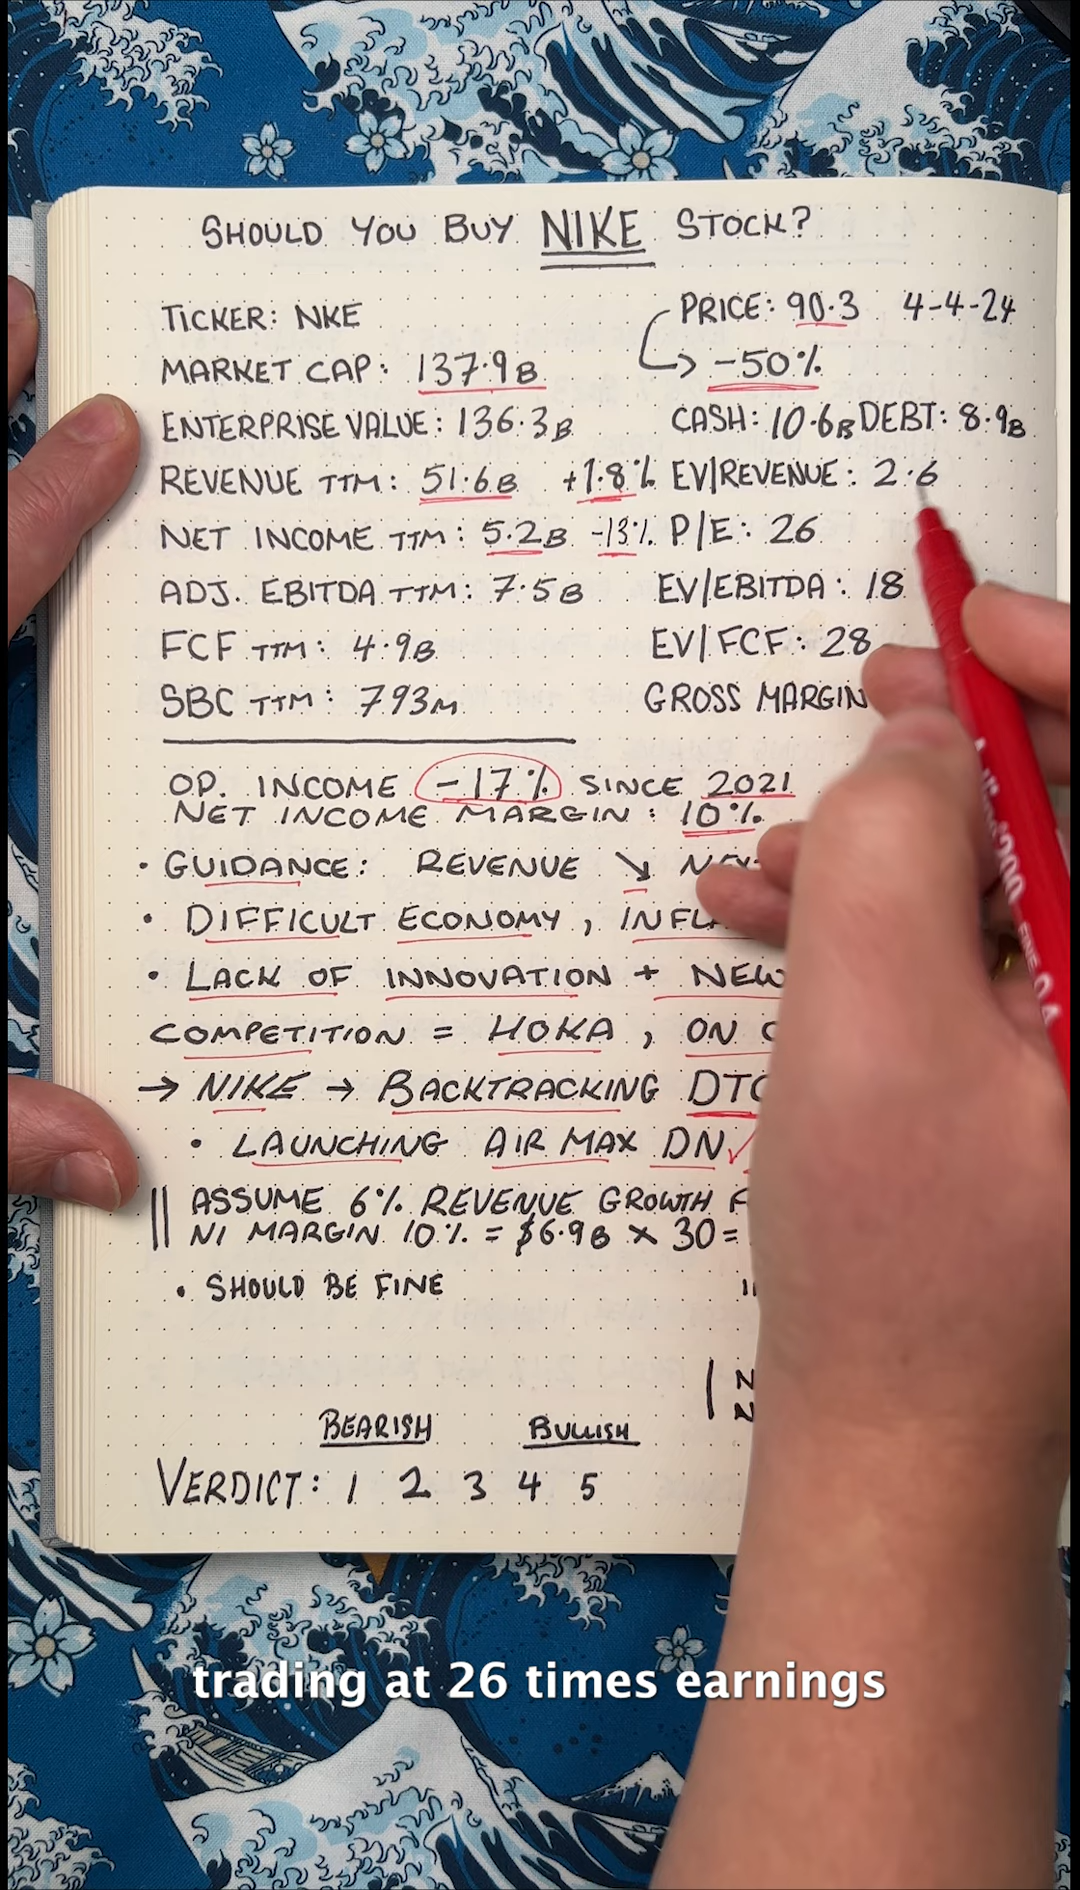 SHOULD YOU BUY NIKE STOCK?
TICKER: NKE
PRICE: 90.3 4-4-24
MARKET CAP: 137.9B
-50%
ENTERPRISE VALUE: 136.3B
CASH: 10.6B DEBT: 8.9B
REVENUE TTM: 51.6B +1.8% EV/REVENUE: 2.6
NET INCOME TTM: 5.2B -13% P/E: 26
ADJ. EBITDA TTM: 7.5B EV/EBITDA: 18
FCF TTM: 4.9B EV/FCF: 28
SBC TTM: 793M GROSS MARGIN
OP. INCOME -17% SINCE 2021
NET INCOME MARGIN: 10%
• GUIDANCE: REVENUE ↘
• DIFFICULT ECONOMY,
• LACK OF INNOVATION + NEW
COMPETITION = HOKA, ON
→ NIKE → BACKTRACKING DTC
• LAUNCHING AIR MAX DN
ASSUME 6% REVENUE GROWTH
NI MARGIN 10% = $6.9B × 30 =
• SHOULD BE FINE
BEARISH BULLISH
VERDICT: 1 2 3 4 5
trading at 26 times earnings